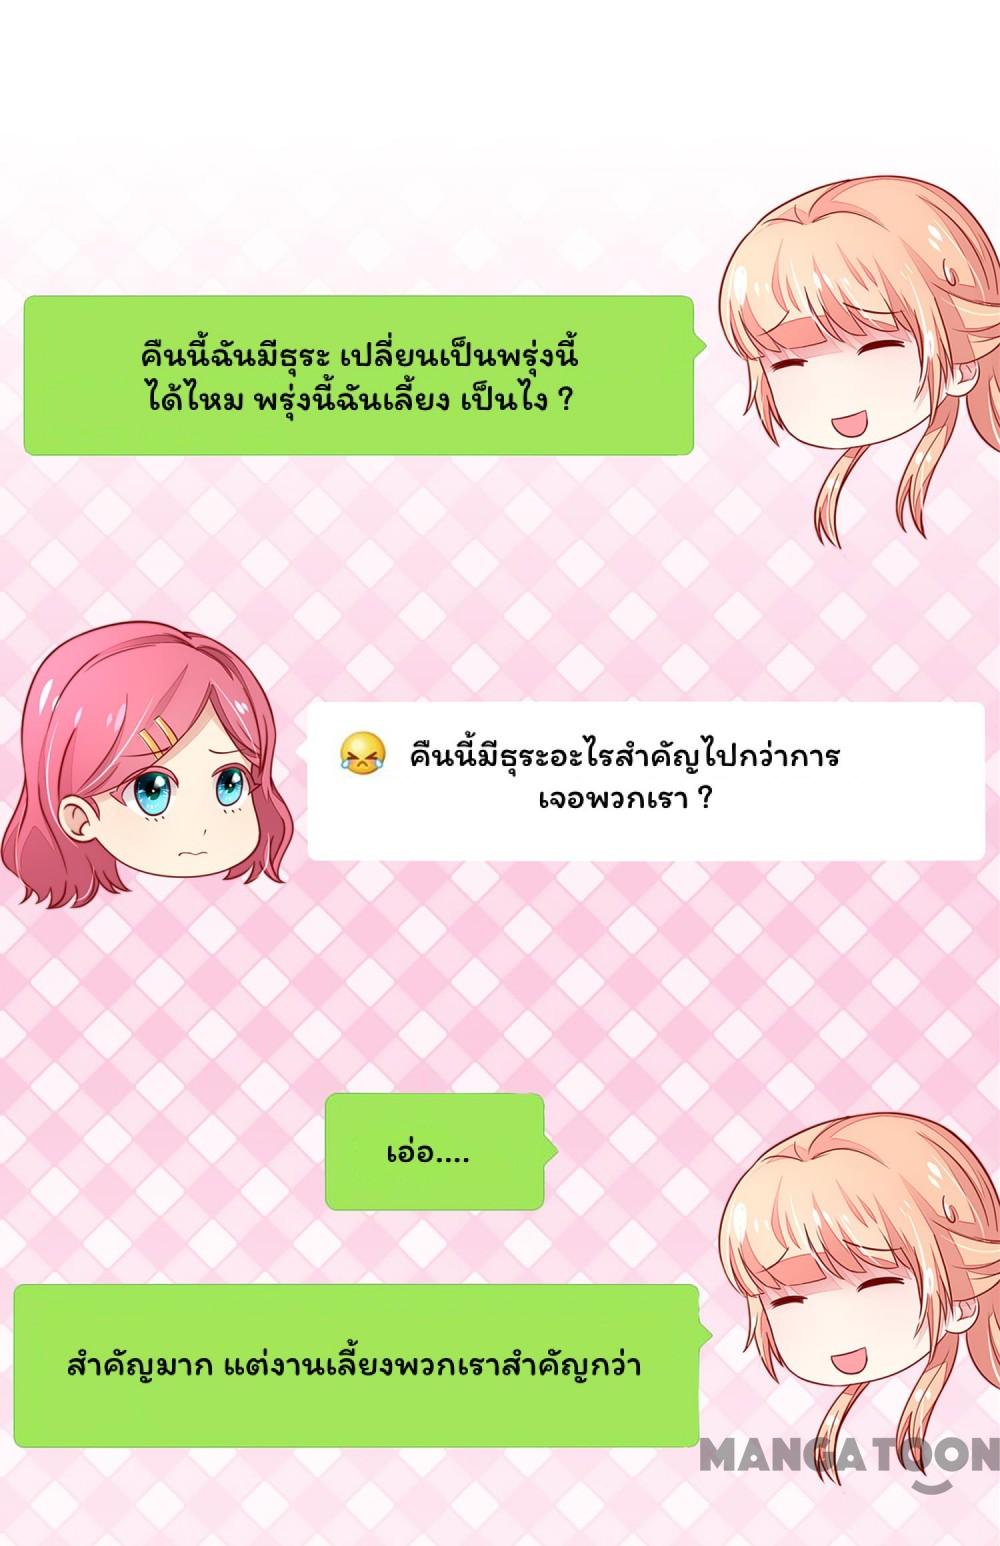 คืนนี้ฉันมีธุระ เปลี่ยนเป็นพรุ่งนี้
ได้ไหม พรุ่งนี้ฉันเลี้ยง เป็นไง ?
คืนนี้มีธุระอะไรสำคัญไปกว่าการ
เจอพวกเรา ?
เอ่อ....
สำคัญมาก แต่งานเลี้ยงพวกเราสำคัญกว่า
MANGATOON